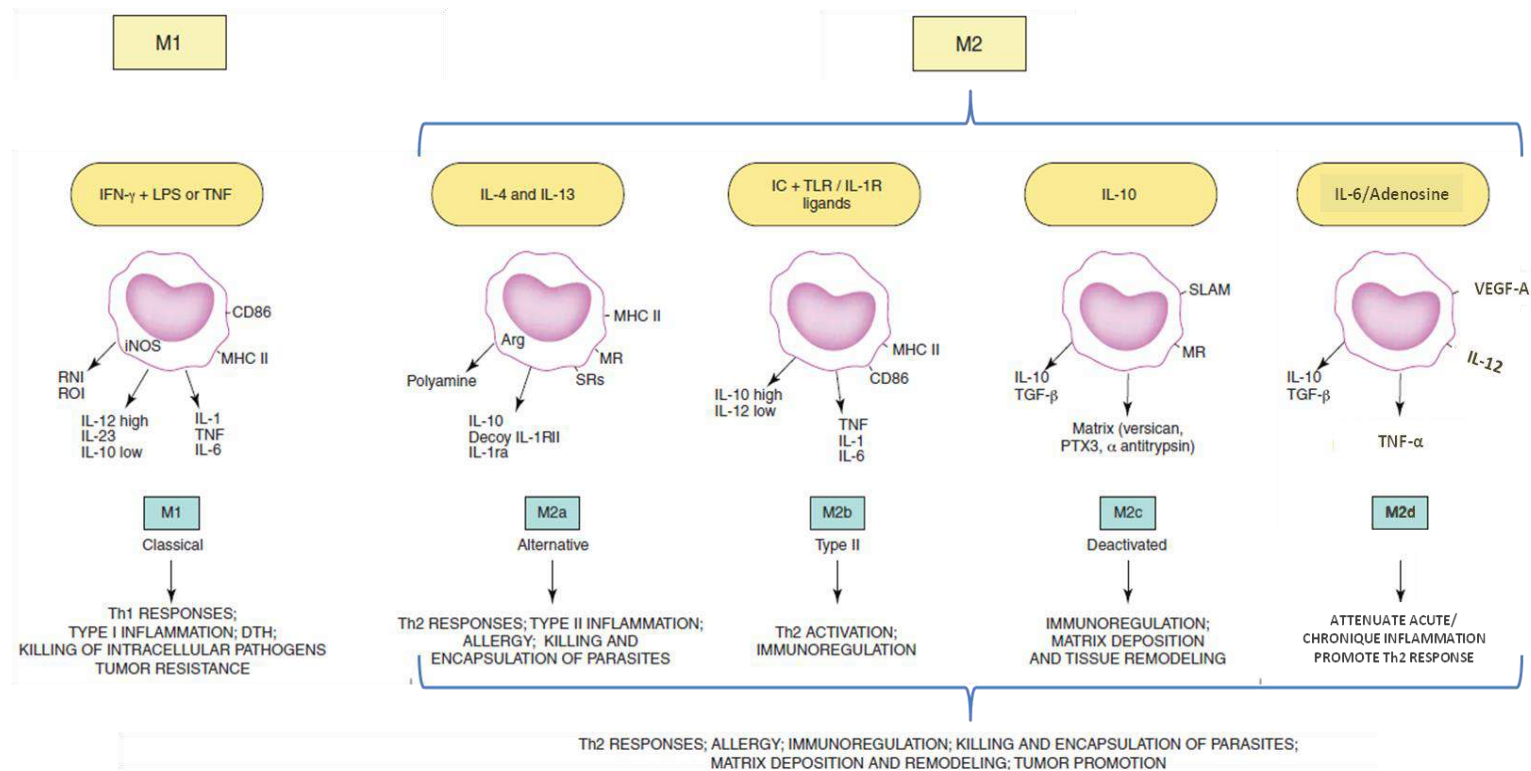 M1
M2
IFN-γ + LPS or TNF
IL-4 and IL-13
IC + TLR / IL-1R
ligands
IL-10
IL-6/Adenosine
CD86
MHC II
iNOS
RNI
ROI
IL-12 high
IL-23
IL-10 low
IL-1
TNF
IL-6
MHC II
MR
SRs
Arg
Polyamine
IL-10
Decoy IL-1RII
IL-1ra
MHC II
CD86
IL-10 high
IL-12 low
TNF
IL-1
IL-6
SLAM
MR
IL-10
TGF-β
Matrix (versican,
PTX3, α antitrypsin)
VEGF-A
IL-12
IL-10
TGF-β
TNF-α
M1
Classical
M2a
Alternative
M2b
Type II
M2c
Deactivated
M2d
Th1 RESPONSES;
TYPE I INFLAMMATION; DTH;
KILLING OF INTRACELLULAR PATHOGENS
TUMOR RESISTANCE
Th2 RESPONSES; TYPE II INFLAMMATION;
ALLERGY; KILLING AND
ENCAPSULATION OF PARASITES
Th2 ACTIVATION;
IMMUNOREGULATION
IMMUNOREGULATION;
MATRIX DEPOSITION
AND TISSUE REMODELING
ATTENUATE ACUTE/
CHRONIQUE INFLAMMATION
PROMOTE Th2 RESPONSE
Th2 RESPONSES; ALLERGY; IMMUNOREGULATION; KILLING AND ENCAPSULATION OF PARASITES;
MATRIX DEPOSITION AND REMODELING; TUMOR PROMOTION